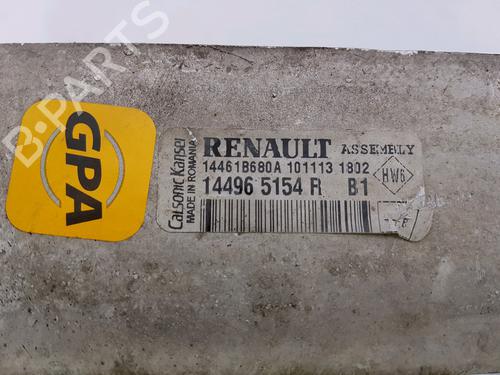 B-PARTS
GPA
Calsonic Kansei
MADE IN ROMANIA
RENAULT ASSEMBLY
14461B680A 101113 1802
14496 5154 R B1
HW6